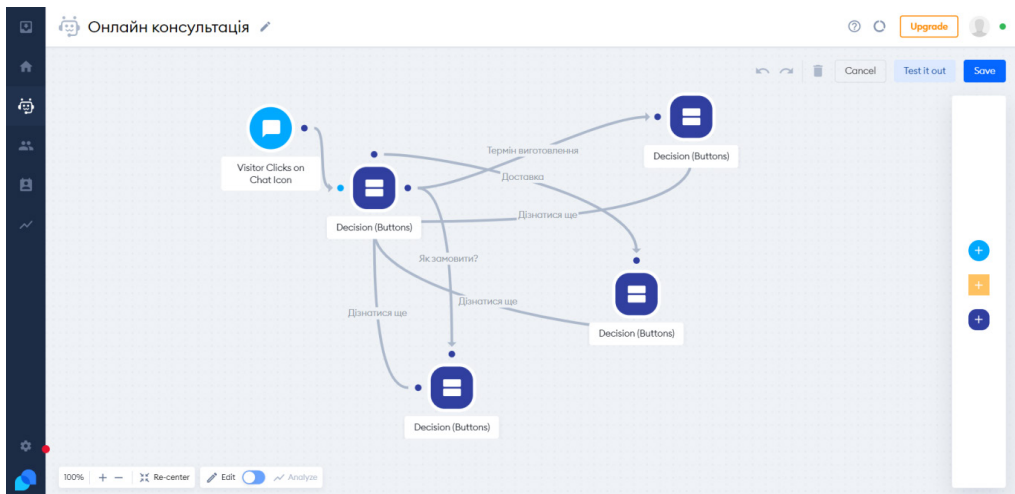 Онлайн консультація
Upgrade
Cancel
Test it out
Save
Visitor Clicks on
Chat Icon
Термін виготовлення
Decision (Buttons)
Доставка
Дізнатися ще
Decision (Buttons)
Як замовити?
Дізнатися ще
Дізнатися ще
Decision (Buttons)
Decision (Buttons)
100%
+
−
Re-center
Edit
Analyze